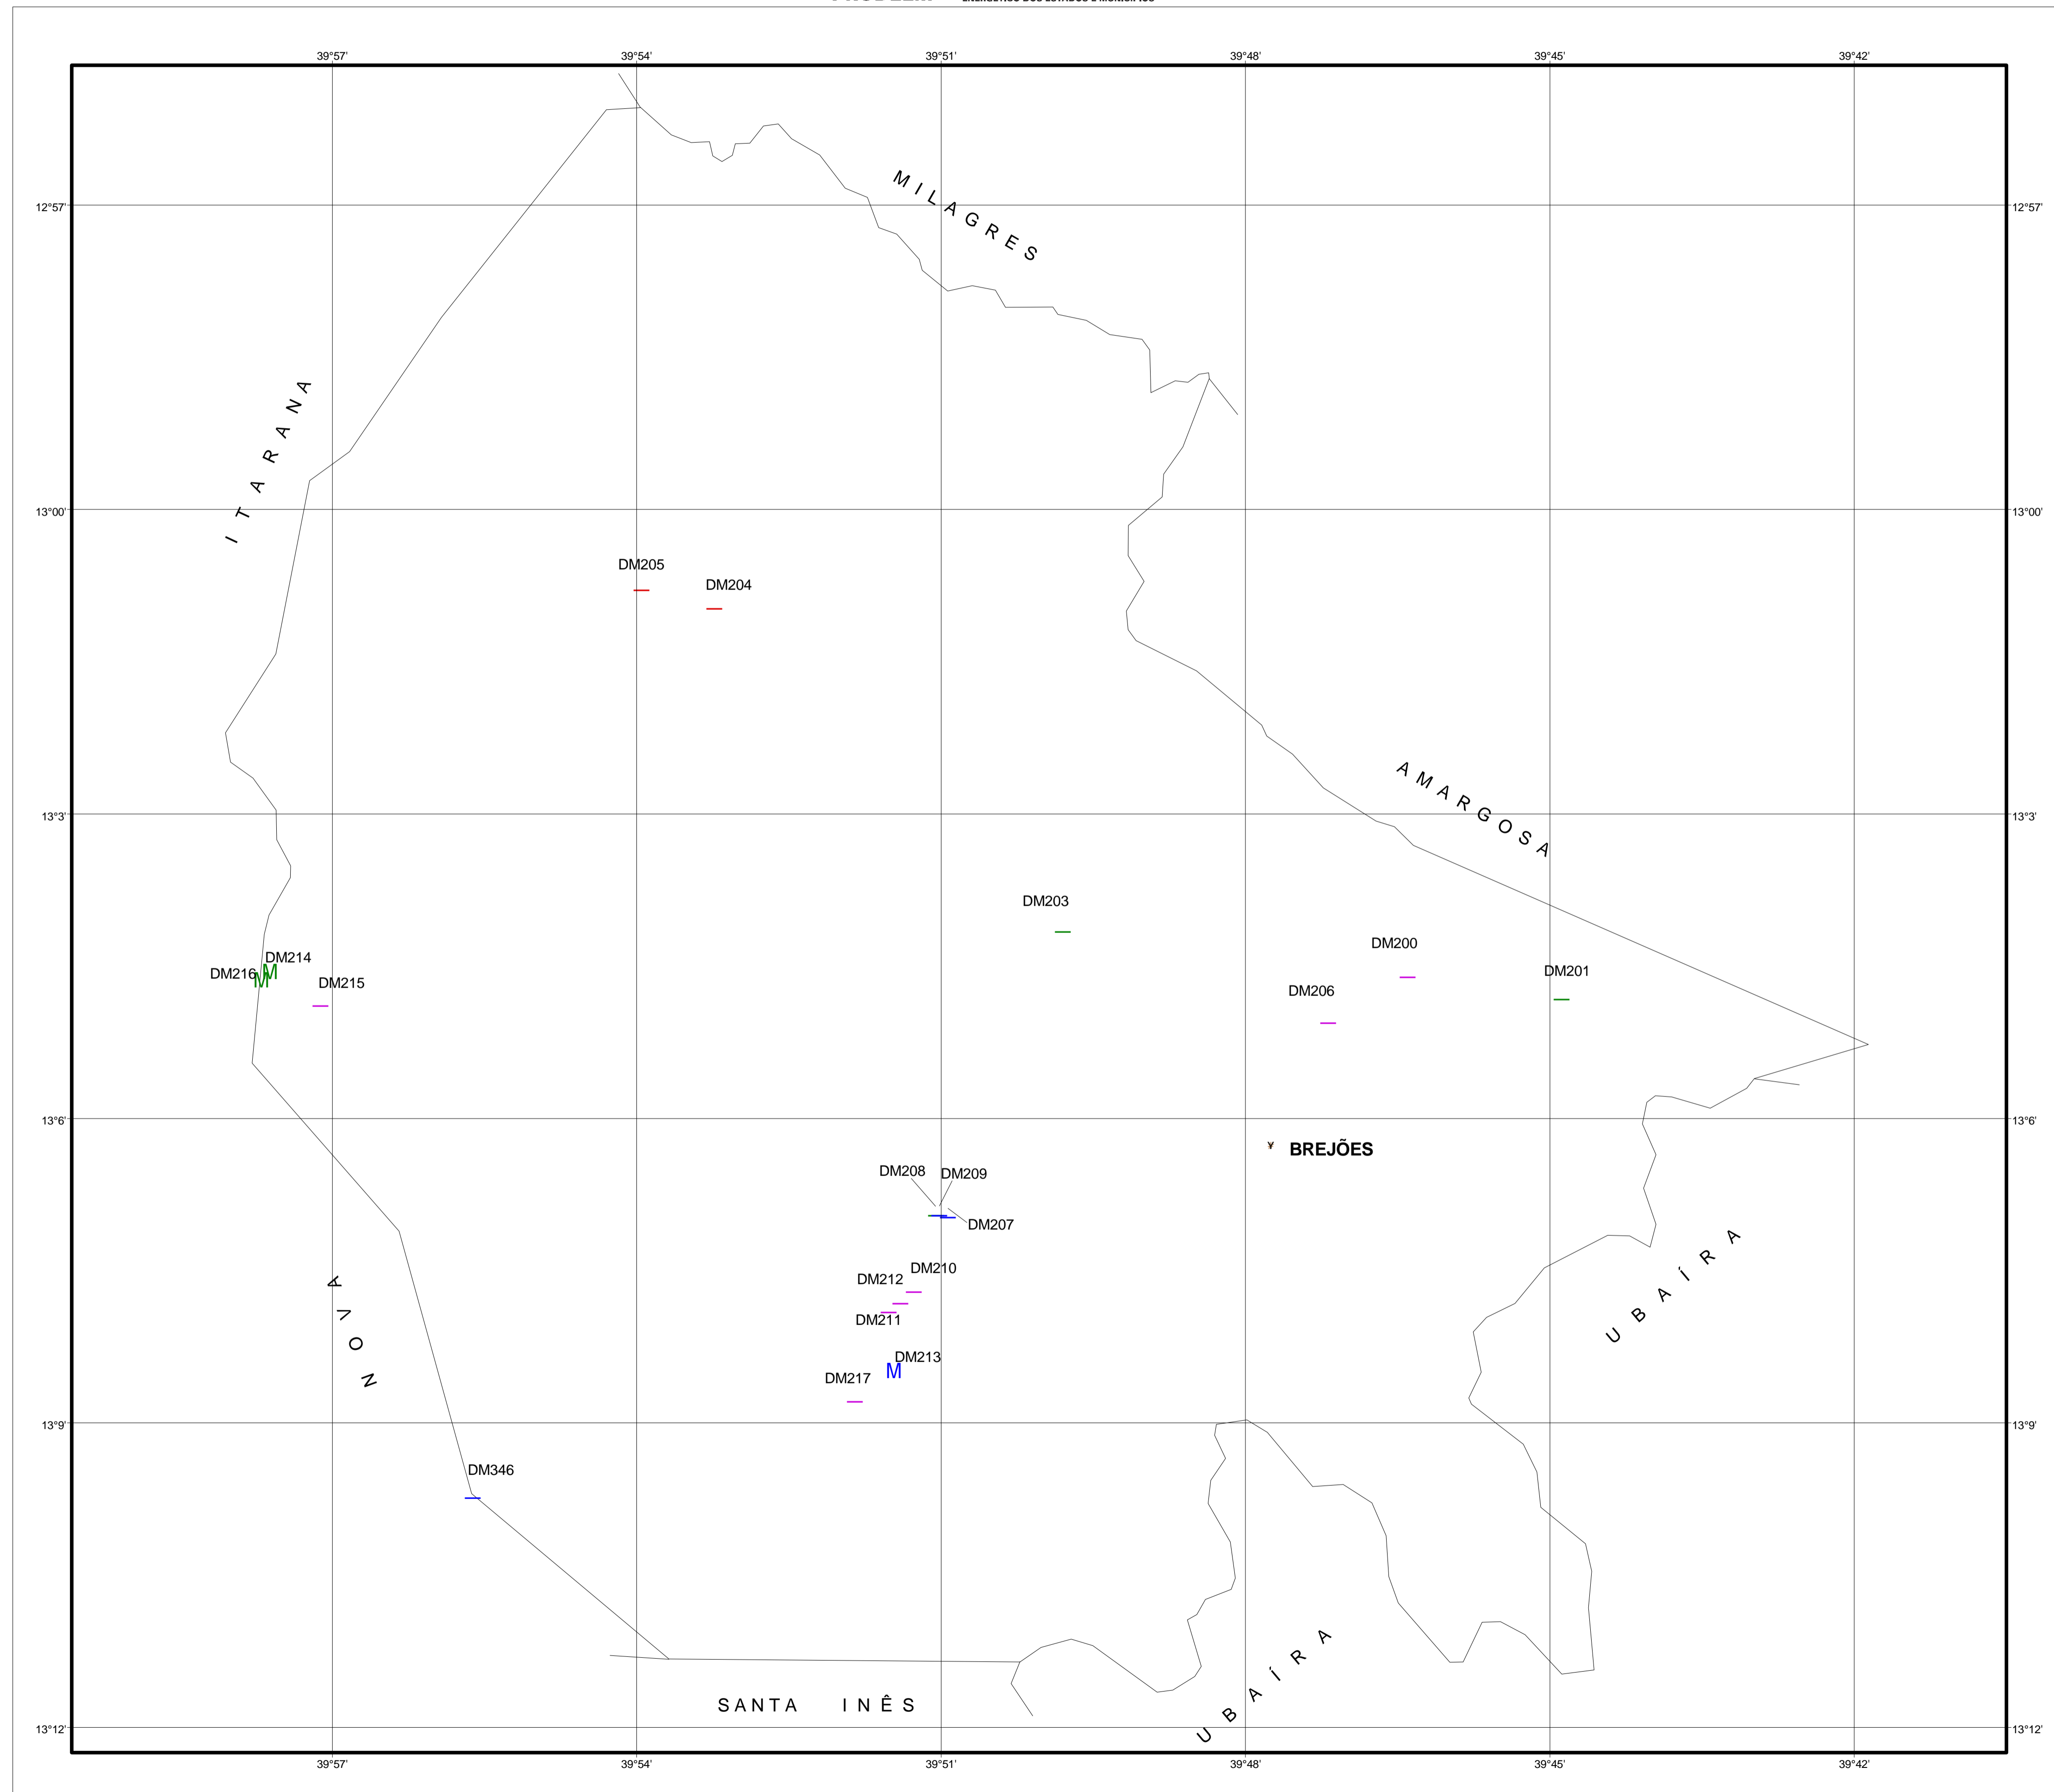 39°57' 39°54' 39°51' 39°48' 39°45' 39°42'
MILAGRES
12°57' 12°57'
ITARANA
13°00' 13°00'
DM205
DM204
AMARGOSA
13°3' 13°3'
DM203
DM200
DM214
DM216
DM201
DM215
DM206
13°6' 13°6'
BREJÕES
DM208
DM209
DM207
UBAÍRA
DM210
DM212
NOVA
DM211
DM213
DM217
13°9' 13°9'
DM346
UBAÍRA
SANTA INÊS
13°12' 13°12'
39°57' 39°54' 39°51' 39°48' 39°45' 39°42'
M
M
M